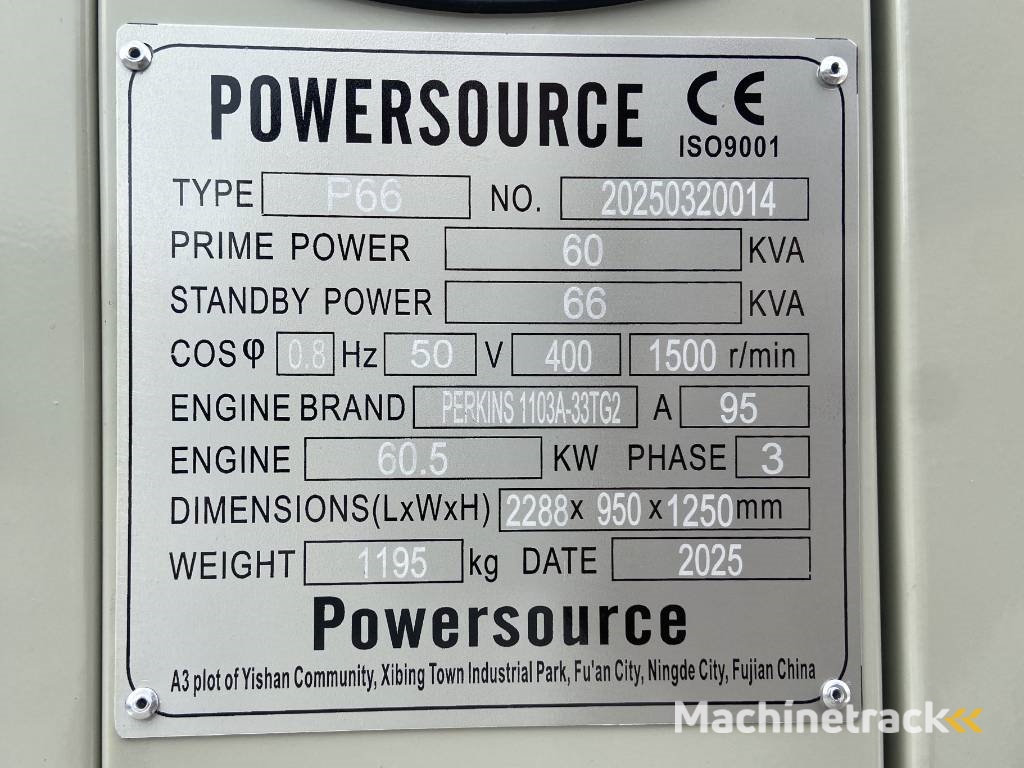 POWERSOURCE CE
ISO9001
TYPE P66 NO. 20250320014
PRIME POWER 60 KVA
STANDBY POWER 66 KVA
COSφ 0.8 Hz 50 V 400 1500 r/min
ENGINE BRAND PERKINS 1103A-33TG2 A 95
ENGINE 60.5 KW PHASE 3
DIMENSIONS(LxWxH) 2288x 950 x1250mm
WEIGHT 1195 kg DATE 2025
Powersource
A3 plot of Yishan Community, Xibing Town Industrial Park, Fu'an City, Ningde City, Fujian China
Machinetrack